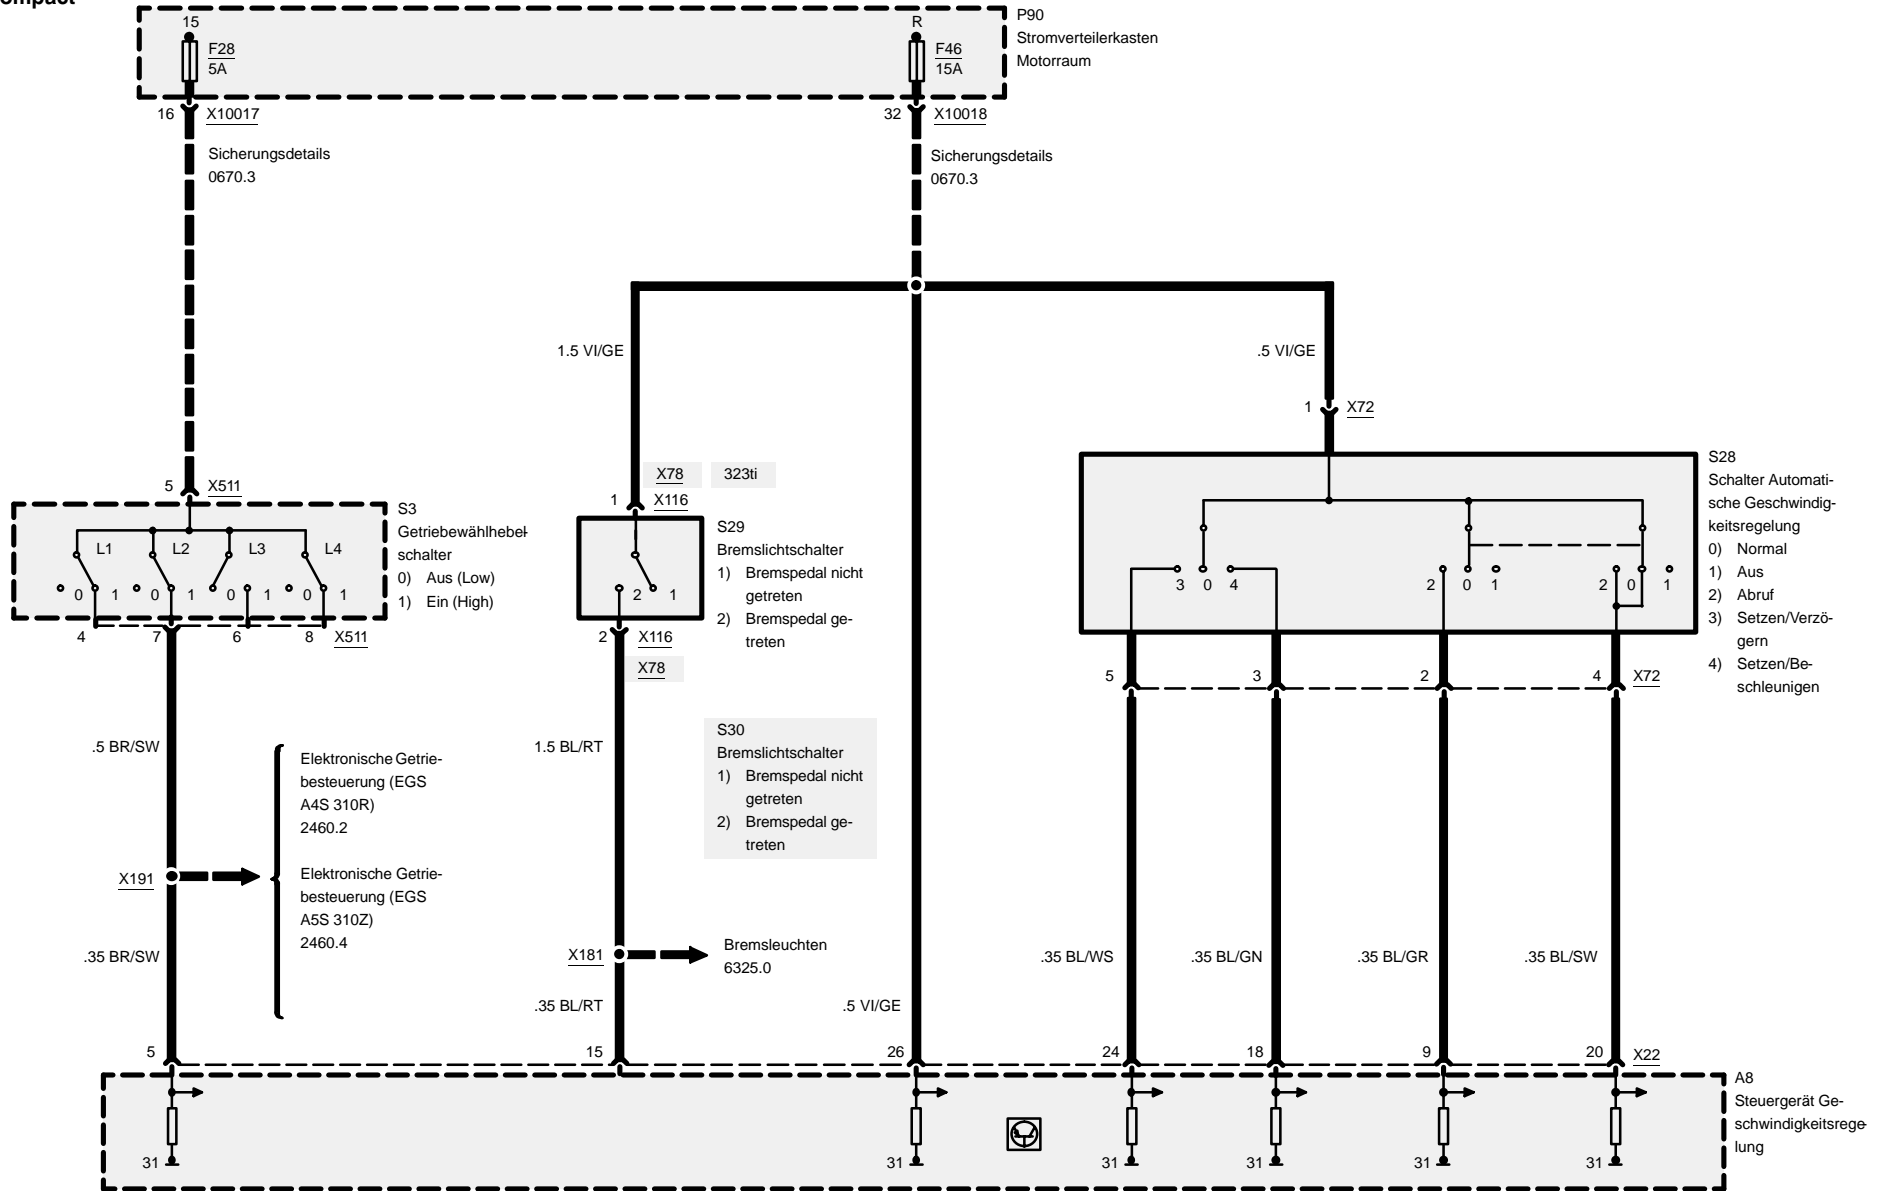 15
F28
5A
R
F46
15A
P90
Stromverteilerkasten
Motorraum
16 X10017
32 X10018
Sicherungsdetails
0670.3
Sicherungsdetails
0670.3
1.5 VI/GE
.5 VI/GE
1 X72
X78 323ti
1 X116
5 X511
S3
Getriebewählhebel-
schalter
0) Aus (Low)
1) Ein (High)
L1 L2 L3 L4
0 1 0 1 0 1 0 1
4 7 6 8 X511
S29
Bremslichtschalter
1) Bremspedal nicht
getreten
2) Bremspedal ge-
treten
2 1
2 X116
X78
S28
Schalter Automati-
sche Geschwindig-
keitsregelung
0) Normal
1) Aus
2) Abruf
3) Setzen/Verzö-
gern
4) Setzen/Be-
schleunigen
3 0 4 2 0 1 2 0 1
5 3 2 4 X72
S30
Bremslichtschalter
1) Bremspedal nicht
getreten
2) Bremspedal ge-
treten
.5 BR/SW
1.5 BL/RT
Elektronische Getrie-
besteuerung (EGS
A4S 310R)
2460.2
Elektronische Getrie-
besteuerung (EGS
A5S 310Z)
2460.4
X191
X181
Bremsleuchten
6325.0
.35 BR/SW
.35 BL/RT
.5 VI/GE
.35 BL/WS
.35 BL/GN
.35 BL/GR
.35 BL/SW
5 15 26 24 18 9 20 X22
A8
Steuergerät Ge-
schwindigkeitsrege-
lung
31 31 31 31 31 31